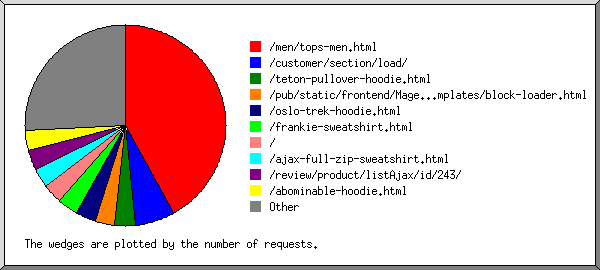 /men/tops-men.html
/customer/section/load/
/teton-pullover-hoodie.html
/pub/static/frontend/Mage...mplates/block-loader.html
/oslo-trek-hoodie.html
/frankie-sweatshirt.html
/
/ajax-full-zip-sweatshirt.html
/review/product/listAjax/id/243/
/abominable-hoodie.html
Other
The wedges are plotted by the number of requests.